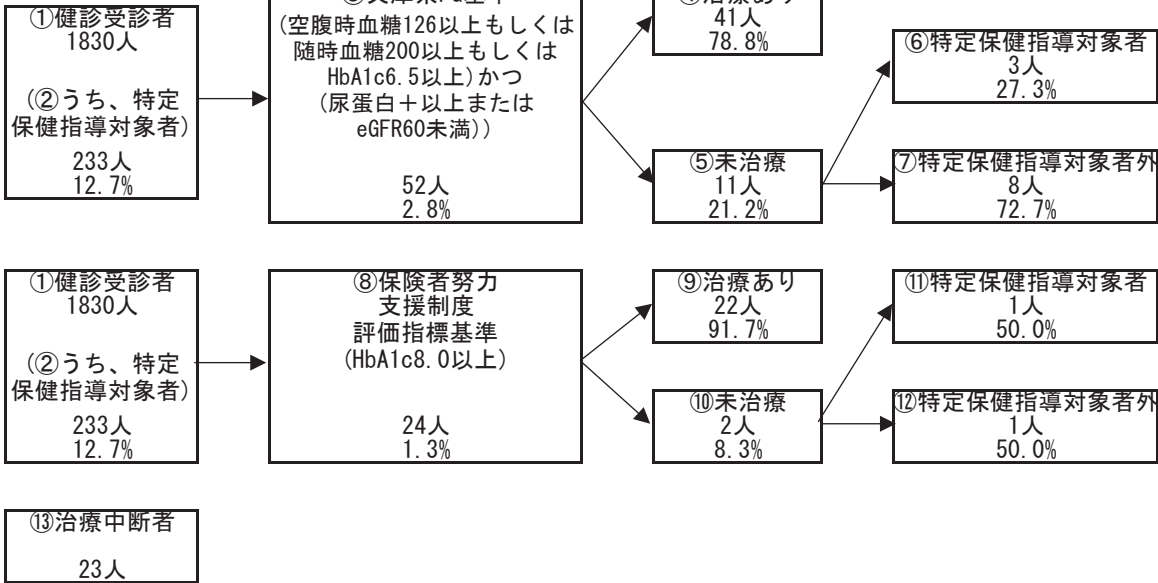 ①健診受診者
1830人
(②うち、特定
保健指導対象者)
233人
12.7%
(空腹時血糖126以上もしくは
随時血糖200以上もしくは
HbA1c6.5以上)かつ
(尿蛋白+以上または
eGFR60未満))
52人
2.8%
④治療あり
41人
78.8%
⑤未治療
11人
21.2%
⑥特定保健指導対象者
3人
27.3%
⑦特定保健指導対象者外
8人
72.7%
①健診受診者
1830人
(②うち、特定
保健指導対象者)
233人
12.7%
⑧保険者努力
支援制度
評価指標基準
(HbA1c8.0以上)
24人
1.3%
⑨治療あり
22人
91.7%
⑩未治療
2人
8.3%
⑪特定保健指導対象者
1人
50.0%
⑫特定保健指導対象者外
1人
50.0%
⑬治療中断者
23人